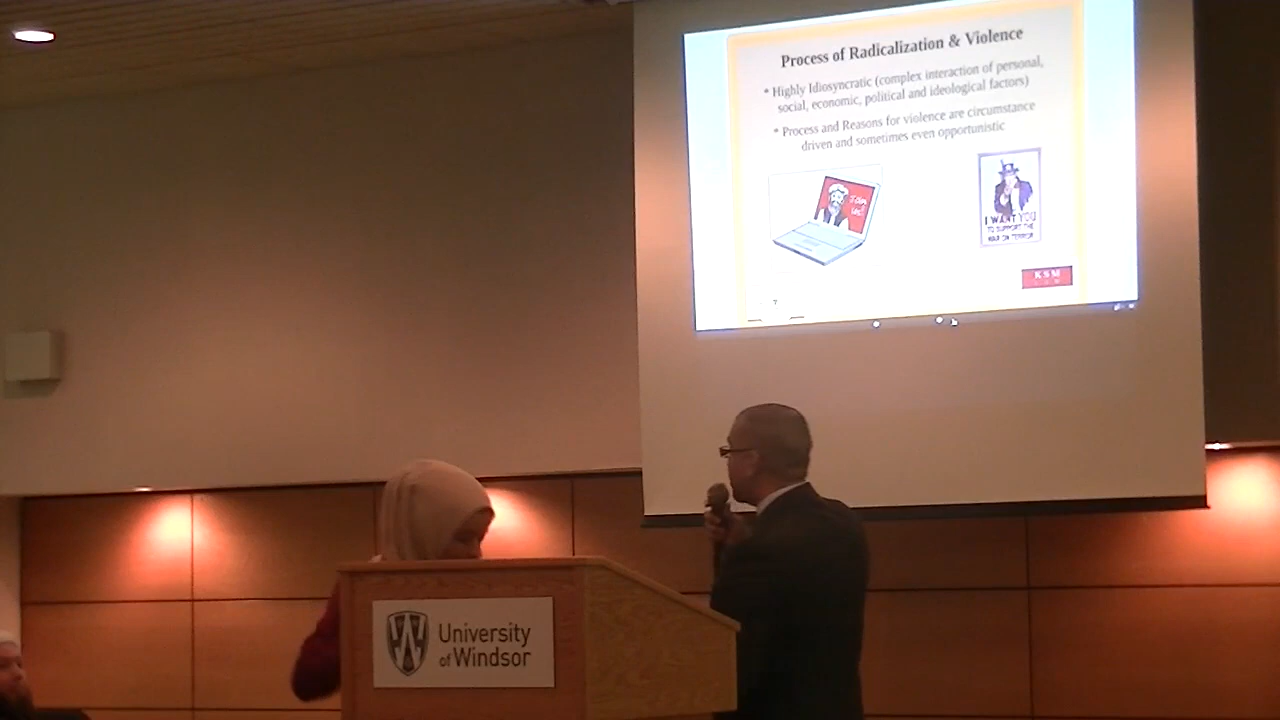 Process of Radicalization & Violence
* Highly Idiosyncratic (complex interaction of personal,
social, economic, political and ideological factors)
* Process and Reasons for violence are circumstance
driven and sometimes even opportunistic
Join
us!
I WANT YOU
TO SUPPORT THE
WAR ON TERROR
KSM
University
of Windsor